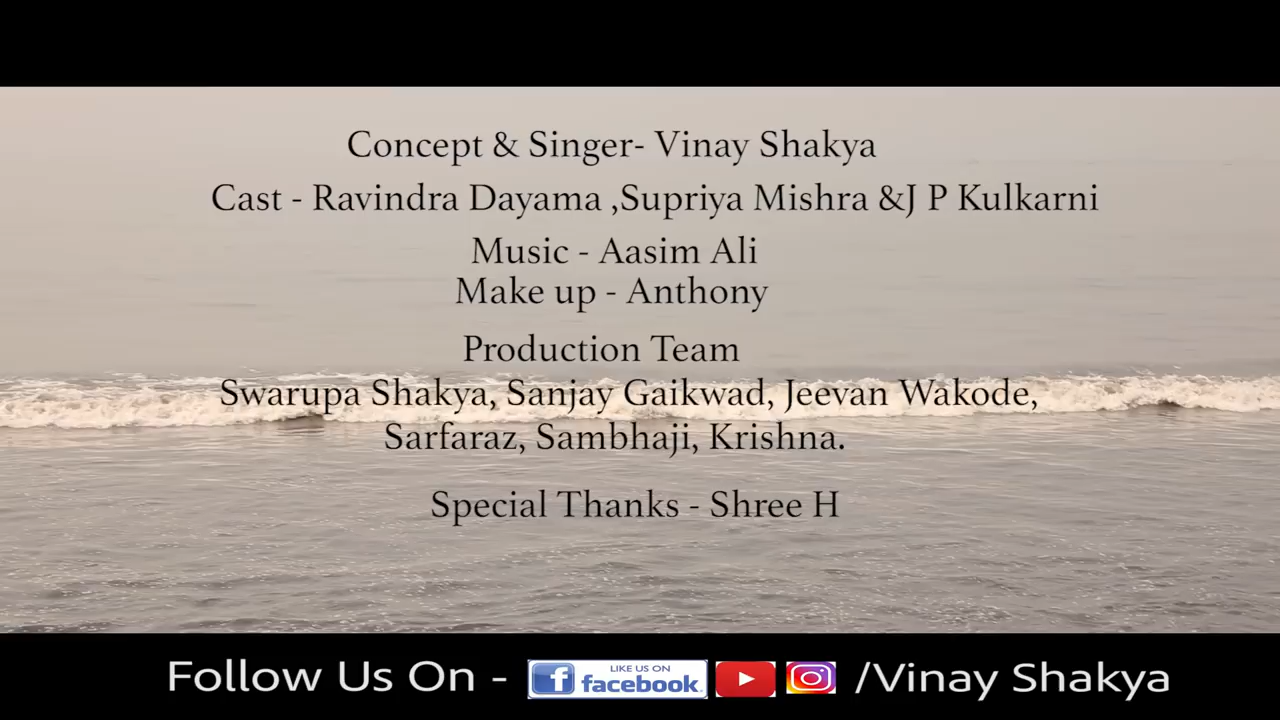 Concept & Singer- Vinay Shakya
Cast - Ravindra Dayama ,Supriya Mishra &J P Kulkarni
Music - Aasim Ali
Make up - Anthony
Production Team
Swarupa Shakya, Sanjay Gaikwad, Jeevan Wakode,
Sarfaraz, Sambhaji, Krishna.
Special Thanks - Shree H
Follow Us On - LIKE US ON facebook. /Vinay Shakya